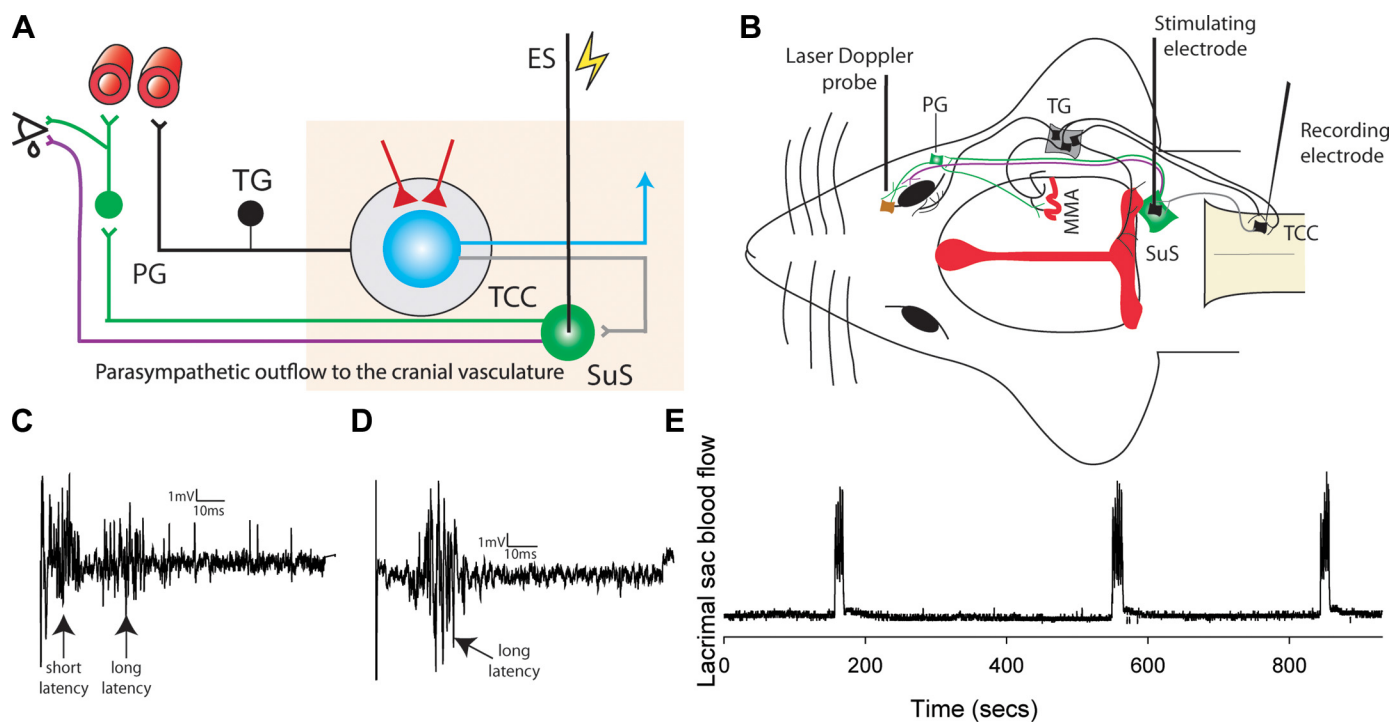 A
ES
TG
PG
TCC
Parasympathetic outflow to the cranial vasculature
SuS
B
Stimulating
electrode
Laser Doppler
probe
PG
TG
Recording
electrode
MMA
SuS
TCC
C
1mV
10ms
short
latency
long
latency
D
1mV
10ms
long
latency
E
Lacrimal sac blood flow
0
200
400
600
800
Time (secs)